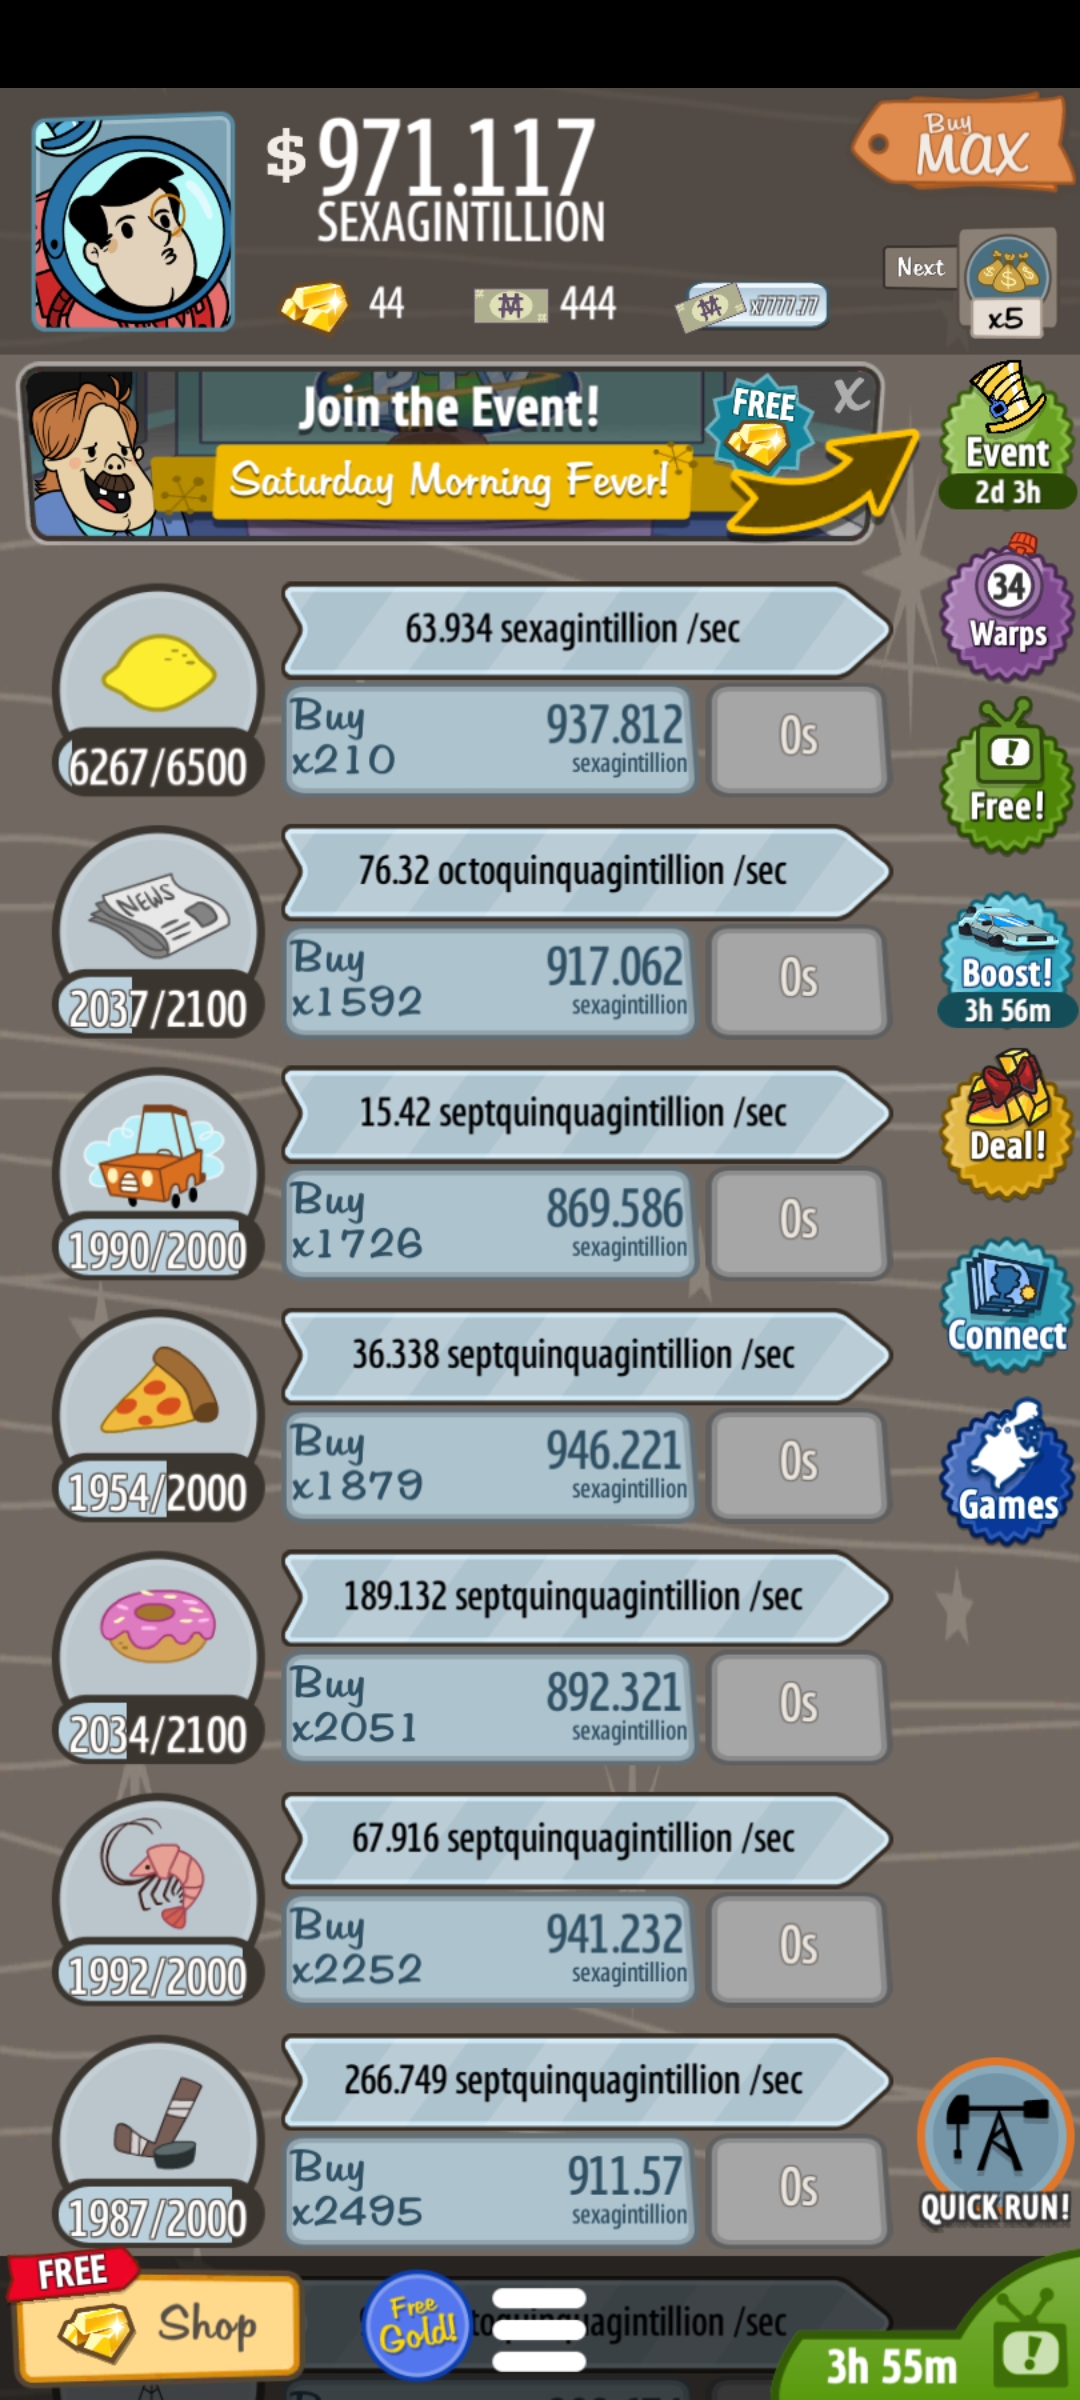 $971.117
SEXAGINTILLION
Buy
MAX
44
444
x7777.77
Next
x5
Join the Event!
Saturday Morning Fever!
FREE
X
Event
2d 3h
34
Warps
63.934 sexagintillion /sec
6267/6500
Buy
x210
937.812
sexagintillion
0s
!
Free!
NEWS
76.32 octoquinquagintillion /sec
2037/2100
Buy
x1592
917.062
sexagintillion
0s
Boost!
3h 56m
15.42 septquinquagintillion /sec
1990/2000
Buy
x1726
869.586
sexagintillion
0s
Deal!
Connect
36.338 septquinquagintillion /sec
1954/2000
Buy
x1879
946.221
sexagintillion
0s
Games
189.132 septquinquagintillion /sec
2034/2100
Buy
x2051
892.321
sexagintillion
0s
67.916 septquinquagintillion /sec
1992/2000
Buy
x2252
941.232
sexagintillion
0s
266.749 septquinquagintillion /sec
1987/2000
Buy
x2495
911.57
sexagintillion
0s
QUICK RUN!
FREE
Shop
Free
Gold!
/sec
3h 55m
!